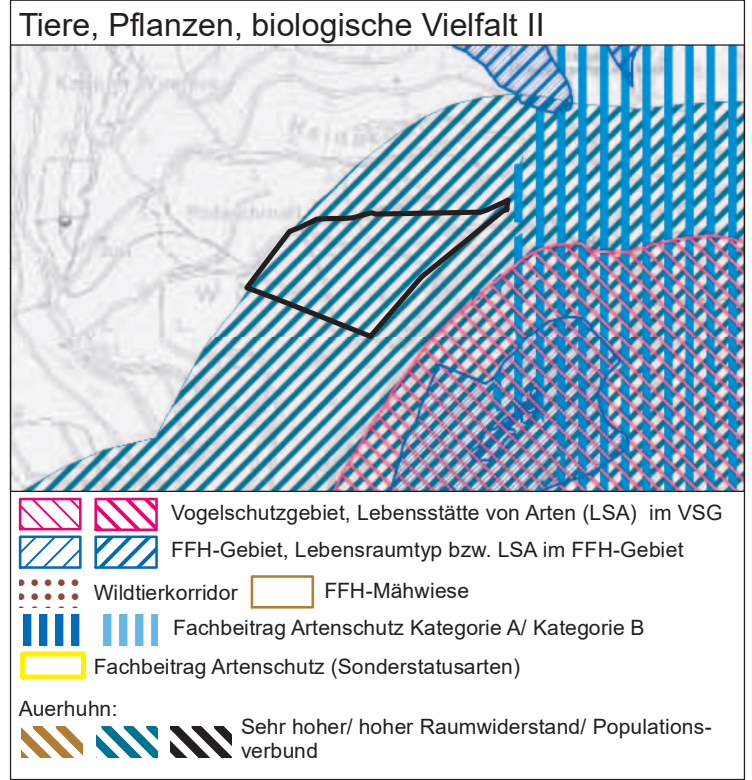 Tiere, Pflanzen, biologische Vielfalt II
W
Vogelschutzgebiet, Lebensstätte von Arten (LSA) im VSG
FFH-Gebiet, Lebensraumtyp bzw. LSA im FFH-Gebiet
Wildtierkorridor FFH-Mähwiese
Fachbeitrag Artenschutz Kategorie A/ Kategorie B
Fachbeitrag Artenschutz (Sonderstatusarten)
Auerhuhn:
Sehr hoher/ hoher Raumwiderstand/ Populations-
verbund